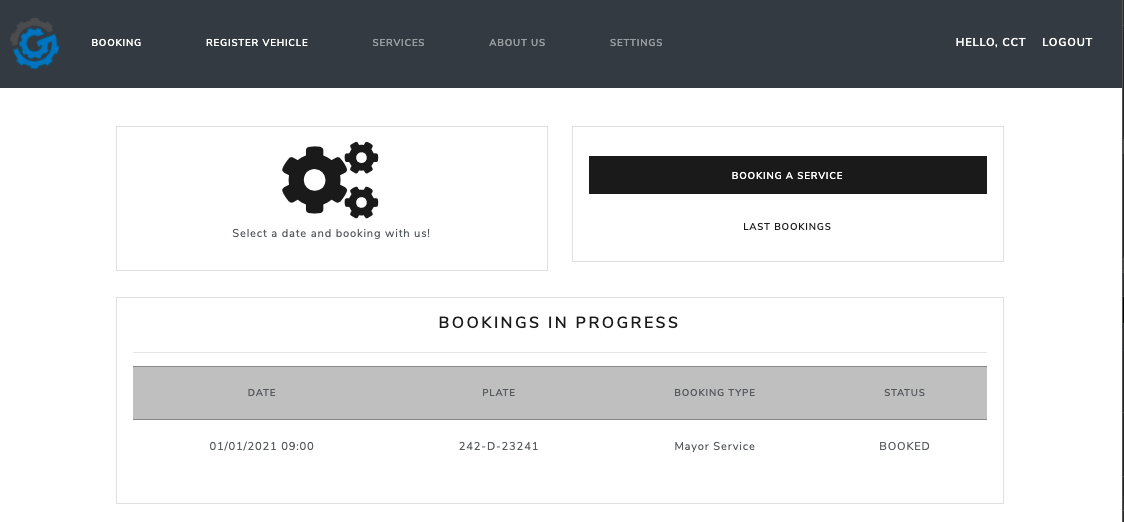 BOOKING REGISTER VEHICLE SERVICES ABOUT US SETTINGS HELLO, CCT LOGOUT
Select a date and booking with us!
BOOKING A SERVICE
LAST BOOKINGS
BOOKINGS IN PROGRESS
DATE PLATE BOOKING TYPE STATUS
01/01/2021 09:00 242-D-23241 Mayor Service BOOKED